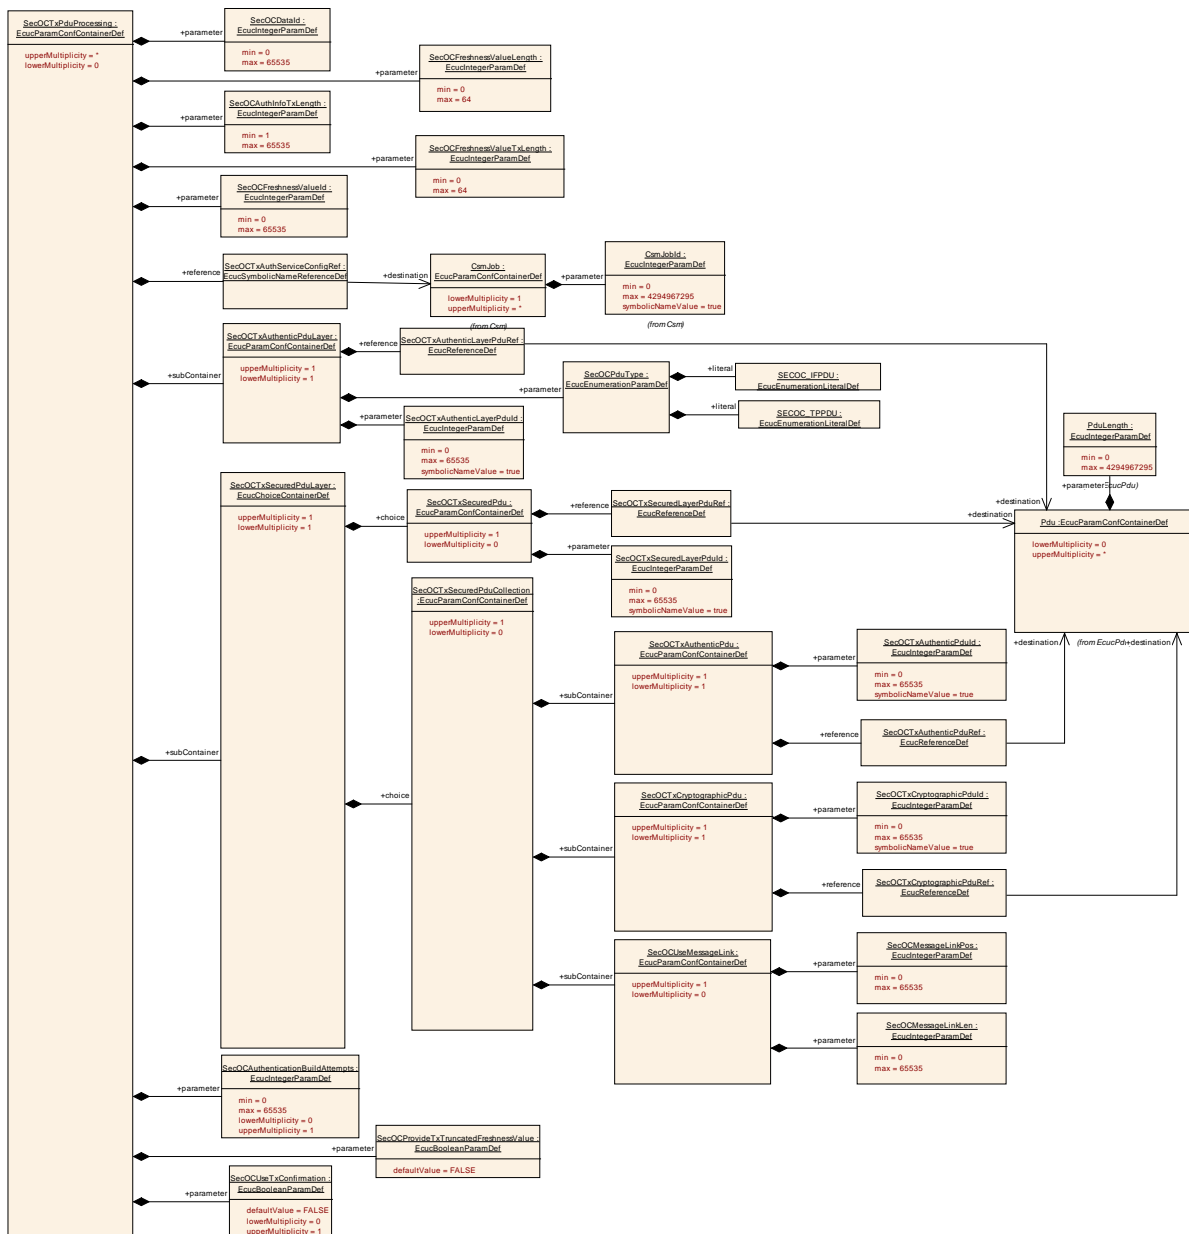 SecOCTxPduProcessing :
EcucParamConfContainerDef
upperMultiplicity = *
lowerMultiplicity = 0
+parameter
SecOCDataId :
EcucIntegerParamDef
min = 0
max = 65535
+parameter
SecOCFreshnessValueLength :
EcucIntegerParamDef
min = 0
max = 64
+parameter
SecOCAuthInfoTxLength :
EcucIntegerParamDef
min = 1
max = 65535
+parameter
SecOCFreshnessValueTxLength :
EcucIntegerParamDef
min = 0
max = 64
+parameter
SecOCFreshnessValueId :
EcucIntegerParamDef
min = 0
max = 65535
+reference
SecOCTxAuthServiceConfigRef :
EcucSymbolicNameReferenceDef
+destination
CsmJob :
EcucParamConfContainerDef
lowerMultiplicity = 1
upperMultiplicity = *
(from Csm)
+parameter
CsmJobId :
EcucIntegerParamDef
min = 0
max = 4294967295
symbolicNameValue = true
(from Csm)
+subContainer
SecOCTxAuthenticPduLayer :
EcucParamConfContainerDef
upperMultiplicity = 1
lowerMultiplicity = 1
+reference
SecOCTxAuthenticLayerPduRef :
EcucReferenceDef
+destination
+parameter
SecOCPduType :
EcucEnumerationParamDef
+literal
SECOC_IFPDU :
EcucEnumerationLiteralDef
+literal
SECOC_TPPDU :
EcucEnumerationLiteralDef
+parameter
SecOCTxAuthenticLayerPduId :
EcucIntegerParamDef
min = 0
max = 65535
symbolicNameValue = true
PduLength :
EcucIntegerParamDef
min = 0
max = 4294967295
+parameter
EcucPdu)
Pdu :EcucParamConfContainerDef
lowerMultiplicity = 0
upperMultiplicity = *
(from EcucPdu
+subContainer
SecOCTxSecuredPduLayer :
EcucChoiceContainerDef
upperMultiplicity = 1
lowerMultiplicity = 1
+choice
SecOCTxSecuredPdu :
EcucParamConfContainerDef
upperMultiplicity = 1
lowerMultiplicity = 0
+reference
SecOCTxSecuredLayerPduRef :
EcucReferenceDef
+destination
+parameter
SecOCTxSecuredLayerPduId :
EcucIntegerParamDef
min = 0
max = 65535
symbolicNameValue = true
+choice
SecOCTxSecuredPduCollection
:EcucParamConfContainerDef
upperMultiplicity = 1
lowerMultiplicity = 0
+subContainer
SecOCTxAuthenticPdu :
EcucParamConfContainerDef
upperMultiplicity = 1
lowerMultiplicity = 1
+parameter
SecOCTxAuthenticPduId :
EcucIntegerParamDef
min = 0
max = 65535
symbolicNameValue = true
+reference
SecOCTxAuthenticPduRef :
EcucReferenceDef
+destination
+subContainer
SecOCTxCryptographicPdu :
EcucParamConfContainerDef
upperMultiplicity = 1
lowerMultiplicity = 1
+parameter
SecOCTxCryptographicPduId :
EcucIntegerParamDef
min = 0
max = 65535
symbolicNameValue = true
+reference
SecOCTxCryptographicPduRef :
EcucReferenceDef
+destination
+subContainer
SecOCUseMessageLink :
EcucParamConfContainerDef
upperMultiplicity = 1
lowerMultiplicity = 0
+parameter
SecOCMessageLinkPos :
EcucIntegerParamDef
min = 0
max = 65535
+parameter
SecOCMessageLinkLen :
EcucIntegerParamDef
min = 0
max = 65535
+parameter
SecOCAuthenticationBuildAttempts :
EcucIntegerParamDef
min = 0
max = 65535
lowerMultiplicity = 0
upperMultiplicity = 1
+parameter
SecOCProvideTxTruncatedFreshnessValue :
EcucBooleanParamDef
defaultValue = FALSE
+parameter
SecOCUseTxConfirmation :
EcucBooleanParamDef
defaultValue = FALSE
lowerMultiplicity = 0
upperMultiplicity = 1